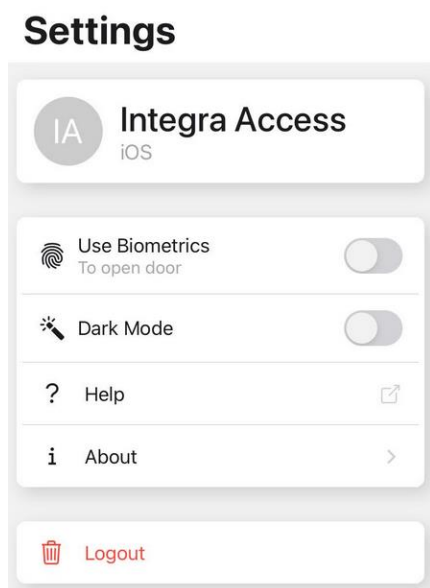 Settings
IA
Integra Access
iOS
Use Biometrics
To open door
Dark Mode
? Help
i About
Logout